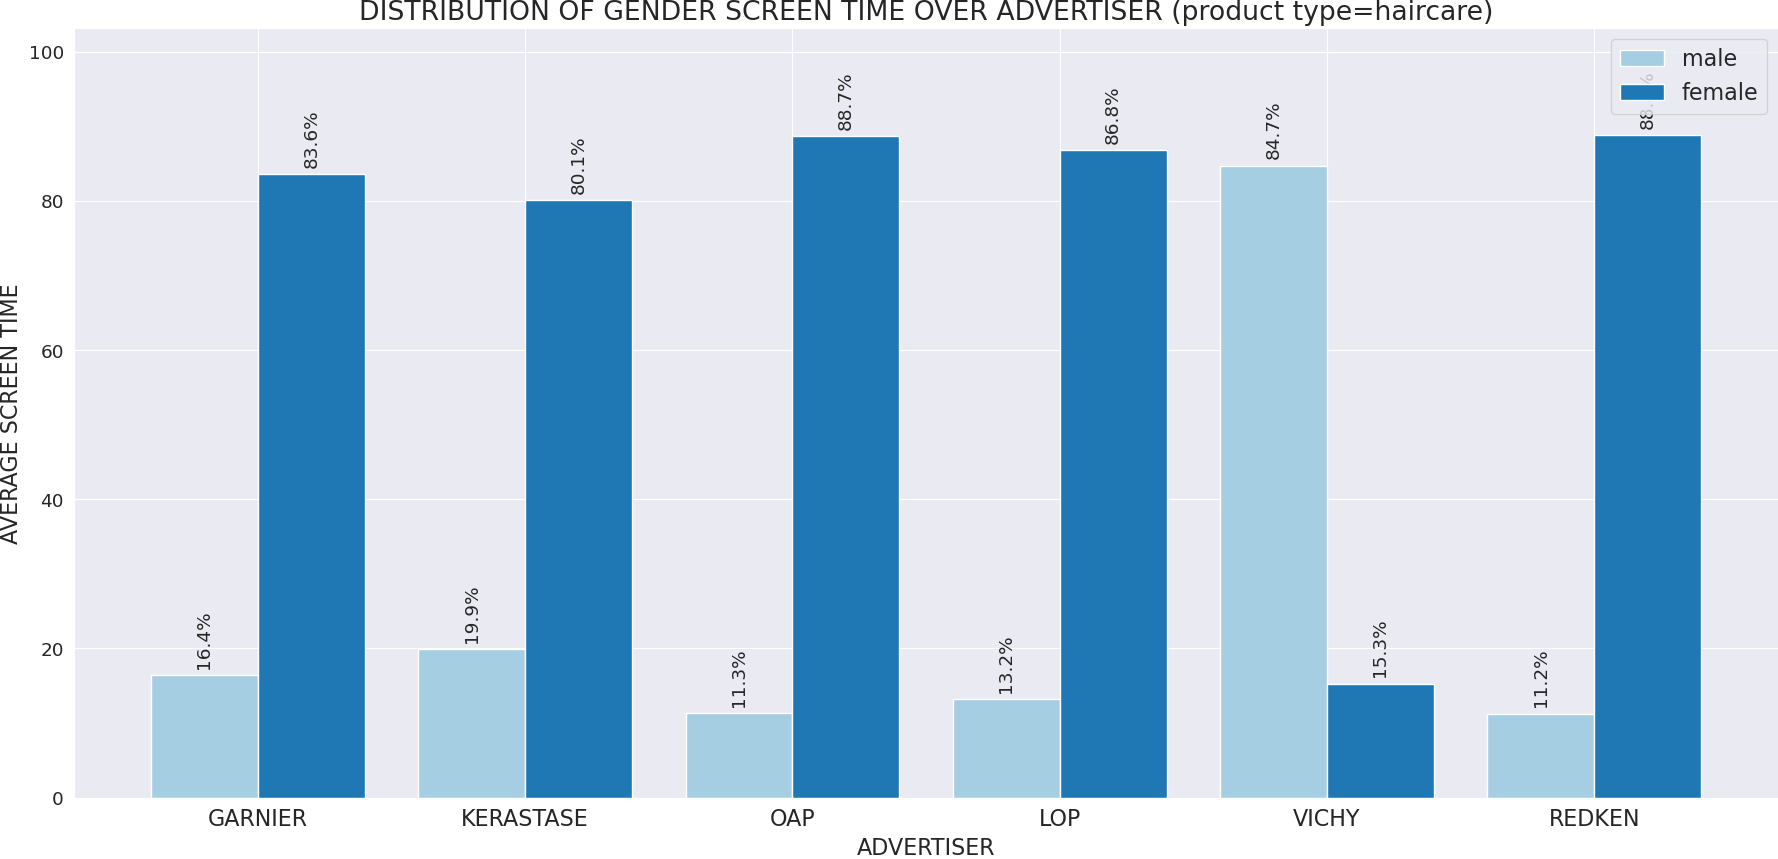 DISTRIBUTION OF GENDER SCREEN TIME OVER ADVERTISER (product type=haircare)
male
female
AVERAGE SCREEN TIME
100
80
60
40
20
0
16.4%
83.6%
19.9%
80.1%
11.3%
88.7%
13.2%
86.8%
84.7%
15.3%
11.2%
GARNIER
KERASTASE
OAP
LOP
VICHY
REDKEN
ADVERTISER